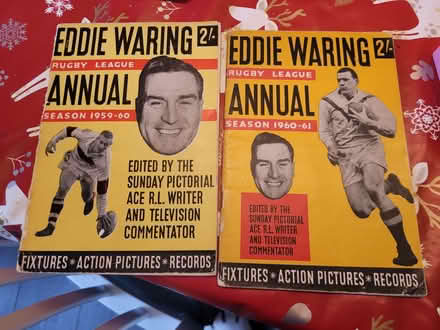 EDDIE WARING 2/-
RUGBY LEAGUE
ANNUAL
SEASON 1959-60
EDITED BY THE
SUNDAY PICTORIAL
ACE R.L. WRITER
AND TELEVISION
COMMENTATOR
FIXTURES * ACTION PICTURES * RECORDS
EDDIE WARING 2/-
RUGBY LEAGUE
ANNUAL
SEASON 1960-61
EDITED BY THE
SUNDAY PICTORIAL
ACE R.L. WRITER
AND TELEVISION
COMMENTATOR
FIXTURES * ACTION PICTURES * RECORDS